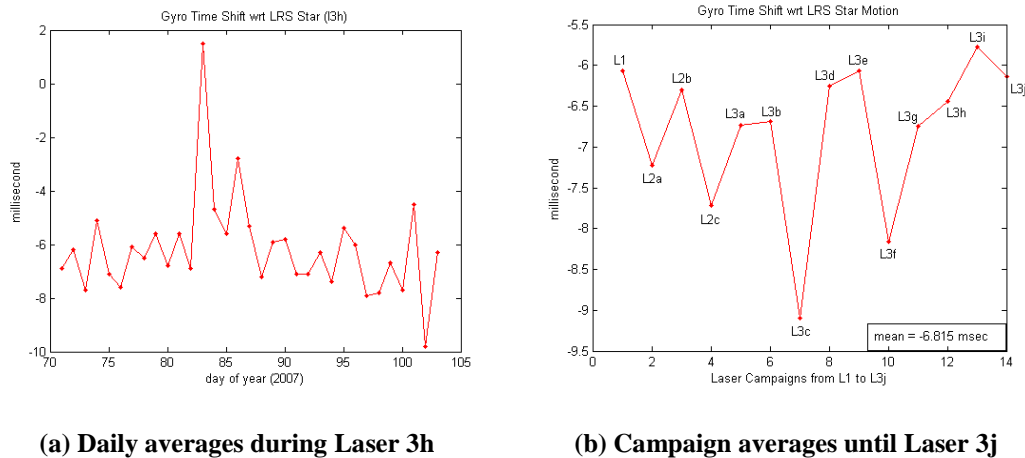 Gyro Time Shift wrt LRS Star (l3h)
2
0
-2
-4
-6
-8
-10
millisecond
70 75 80 85 90 95 100 105
day of year (2007)
(a) Daily averages during Laser 3h
Gyro Time Shift wrt LRS Star Motion
-5.5
-6
-6.5
-7
-7.5
-8
-8.5
-9
-9.5
millisecond
L1
L2a
L2b
L2c
L3a
L3b
L3c
L3d
L3e
L3f
L3g
L3h
L3i
L3j
mean = -6.815 msec
0 2 4 6 8 10 12 14
Laser Campaigns from L1 to L3j
(b) Campaign averages until Laser 3j